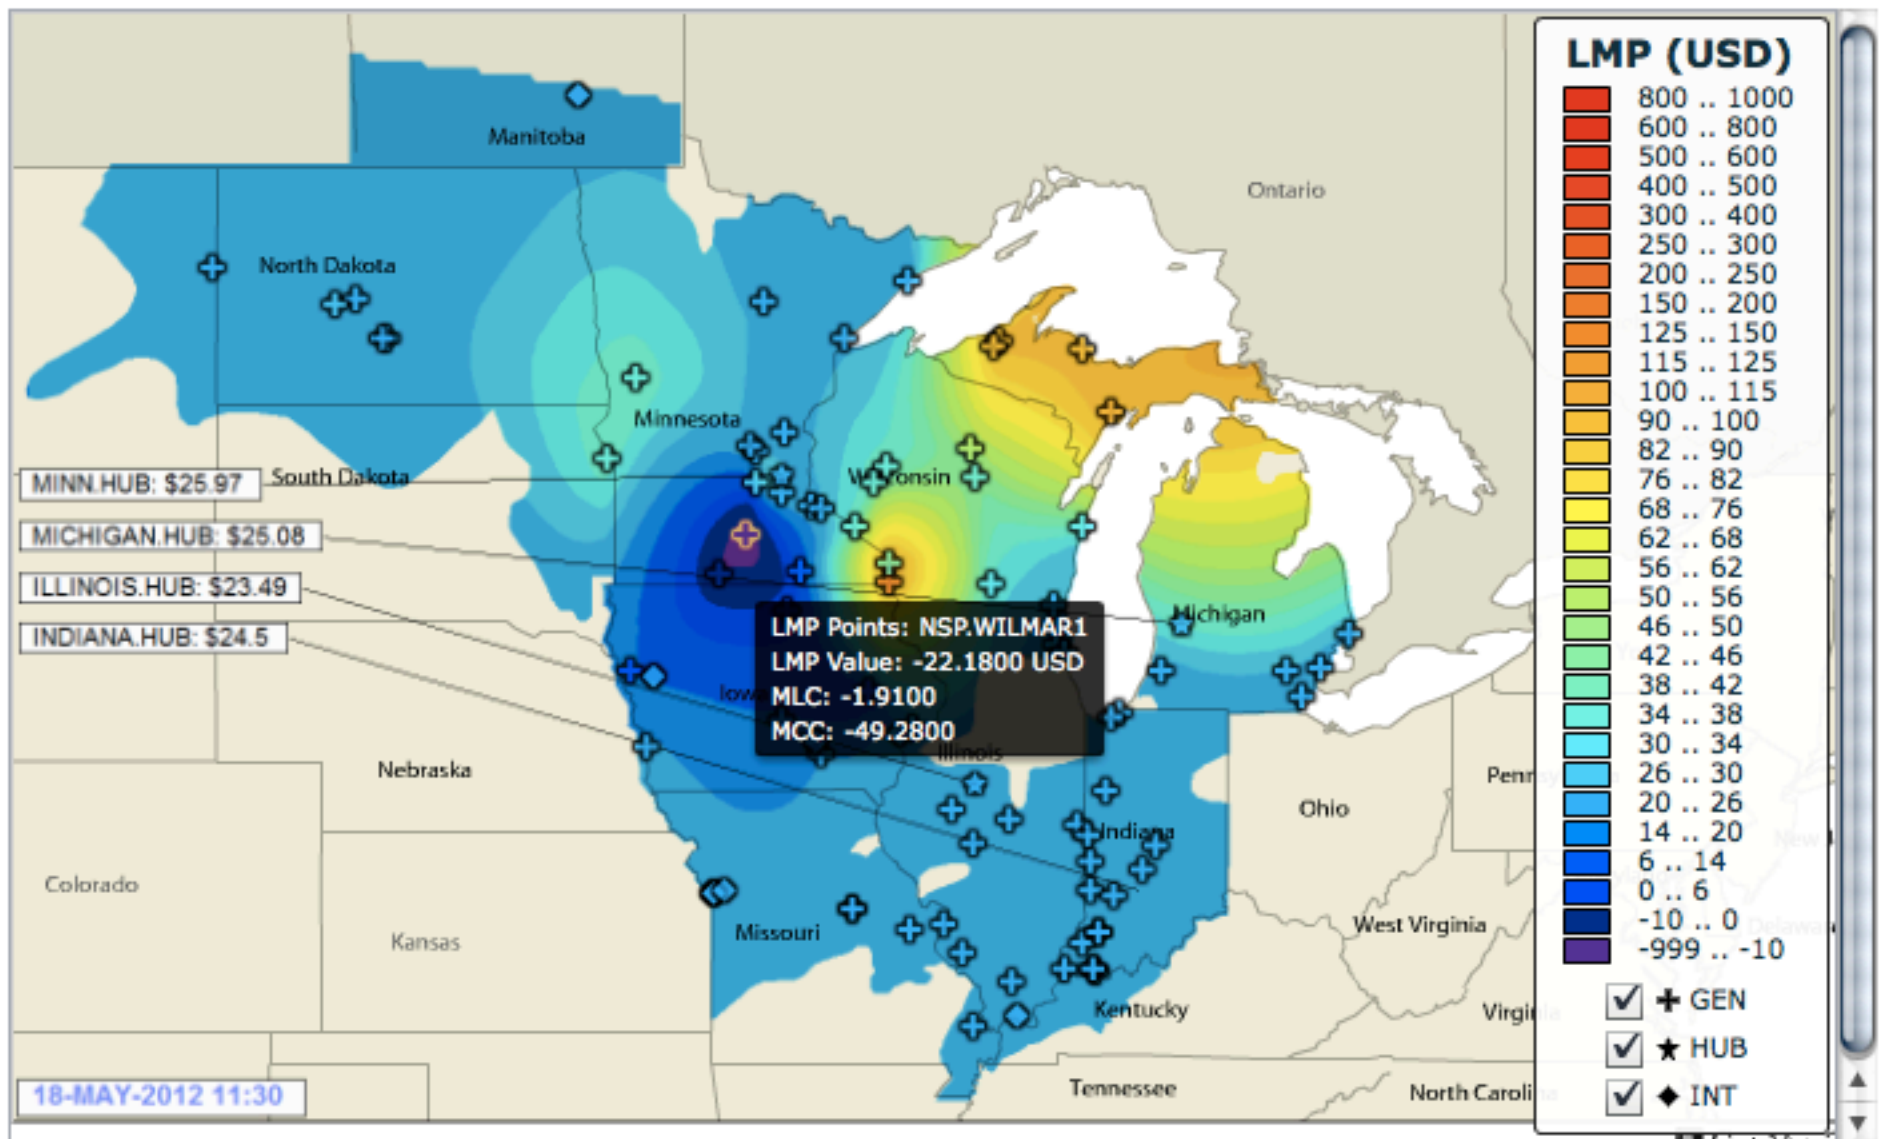 Manitoba
Ontario
North Dakota
Minnesota
MINN.HUB: $25.97
South Dakota
Wisconsin
MICHIGAN.HUB: $25.08
ILLINOIS.HUB: $23.49
Michigan
INDIANA.HUB: $24.5
LMP Points: NSP.WILMAR1
LMP Value: -22.1800 USD
MLC: -1.9100
MCC: -49.2800
Iowa
Illinois
Nebraska
Ohio
Indiana
Colorado
Kansas
Missouri
West Virginia
Kentucky
Tennessee
North Carolin
18-MAY-2012 11:30
LMP (USD)
800 .. 1000
600 .. 800
500 .. 600
400 .. 500
300 .. 400
250 .. 300
200 .. 250
150 .. 200
125 .. 150
115 .. 125
100 .. 115
90 .. 100
82 .. 90
76 .. 82
68 .. 76
62 .. 68
56 .. 62
50 .. 56
46 .. 50
42 .. 46
38 .. 42
34 .. 38
30 .. 34
26 .. 30
20 .. 26
14 .. 20
6 .. 14
0 .. 6
-10 .. 0
-999 .. -10
GEN
HUB
INT